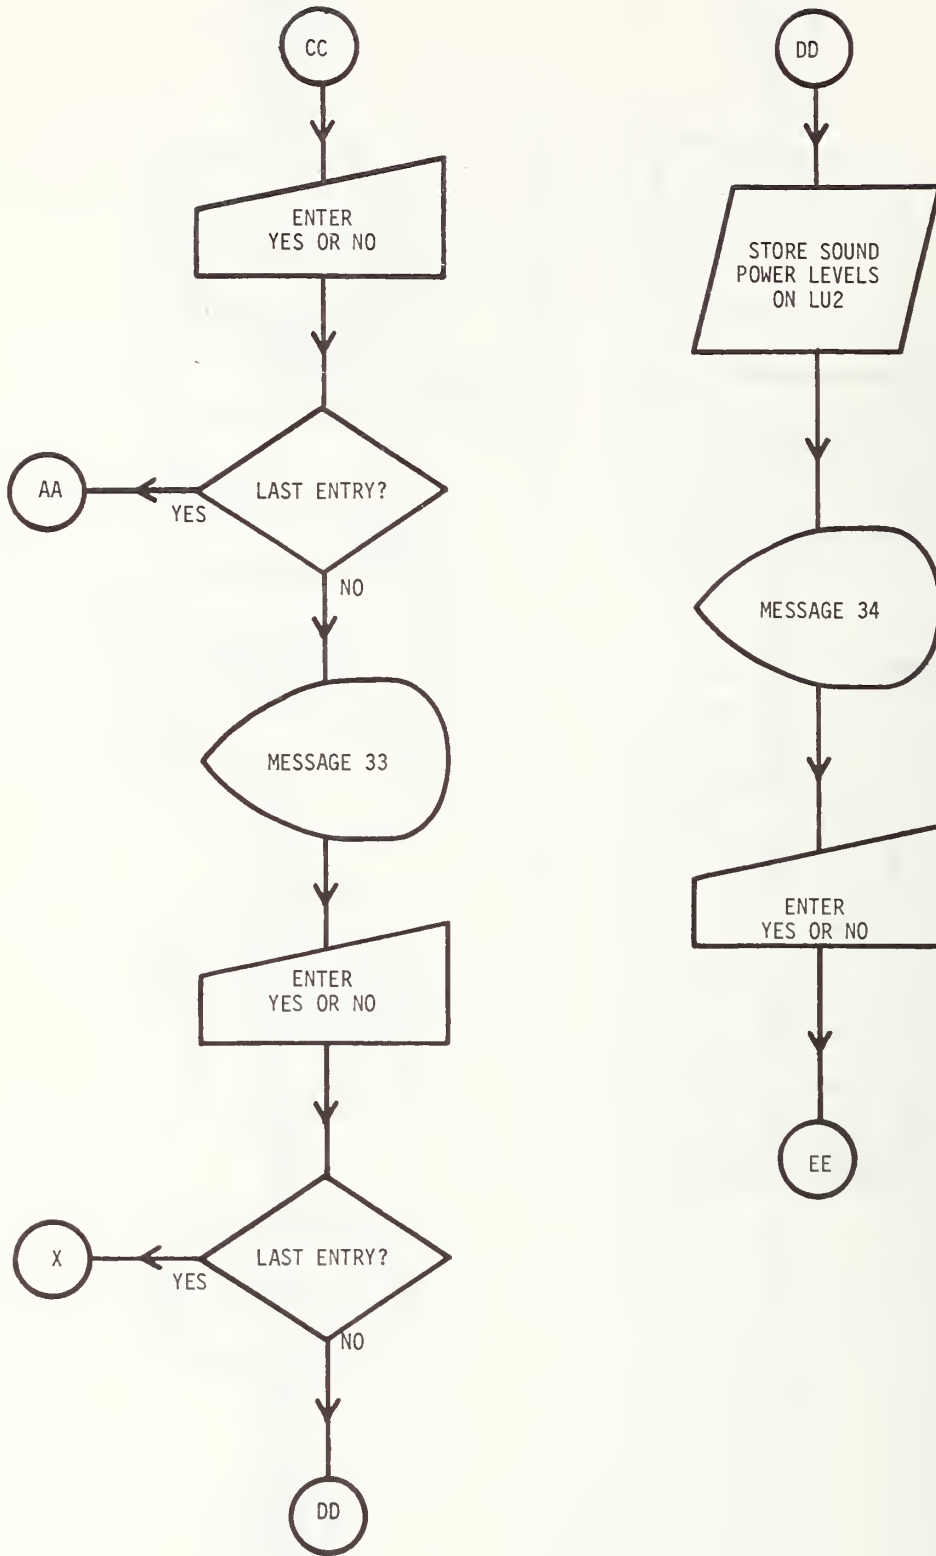 CC
ENTER
YES OR NO
LAST ENTRY?
YES
AA
NO
MESSAGE 33
ENTER
YES OR NO
LAST ENTRY?
YES
X
NO
DD
DD
STORE SOUND
POWER LEVELS
ON LU2
MESSAGE 34
ENTER
YES OR NO
EE